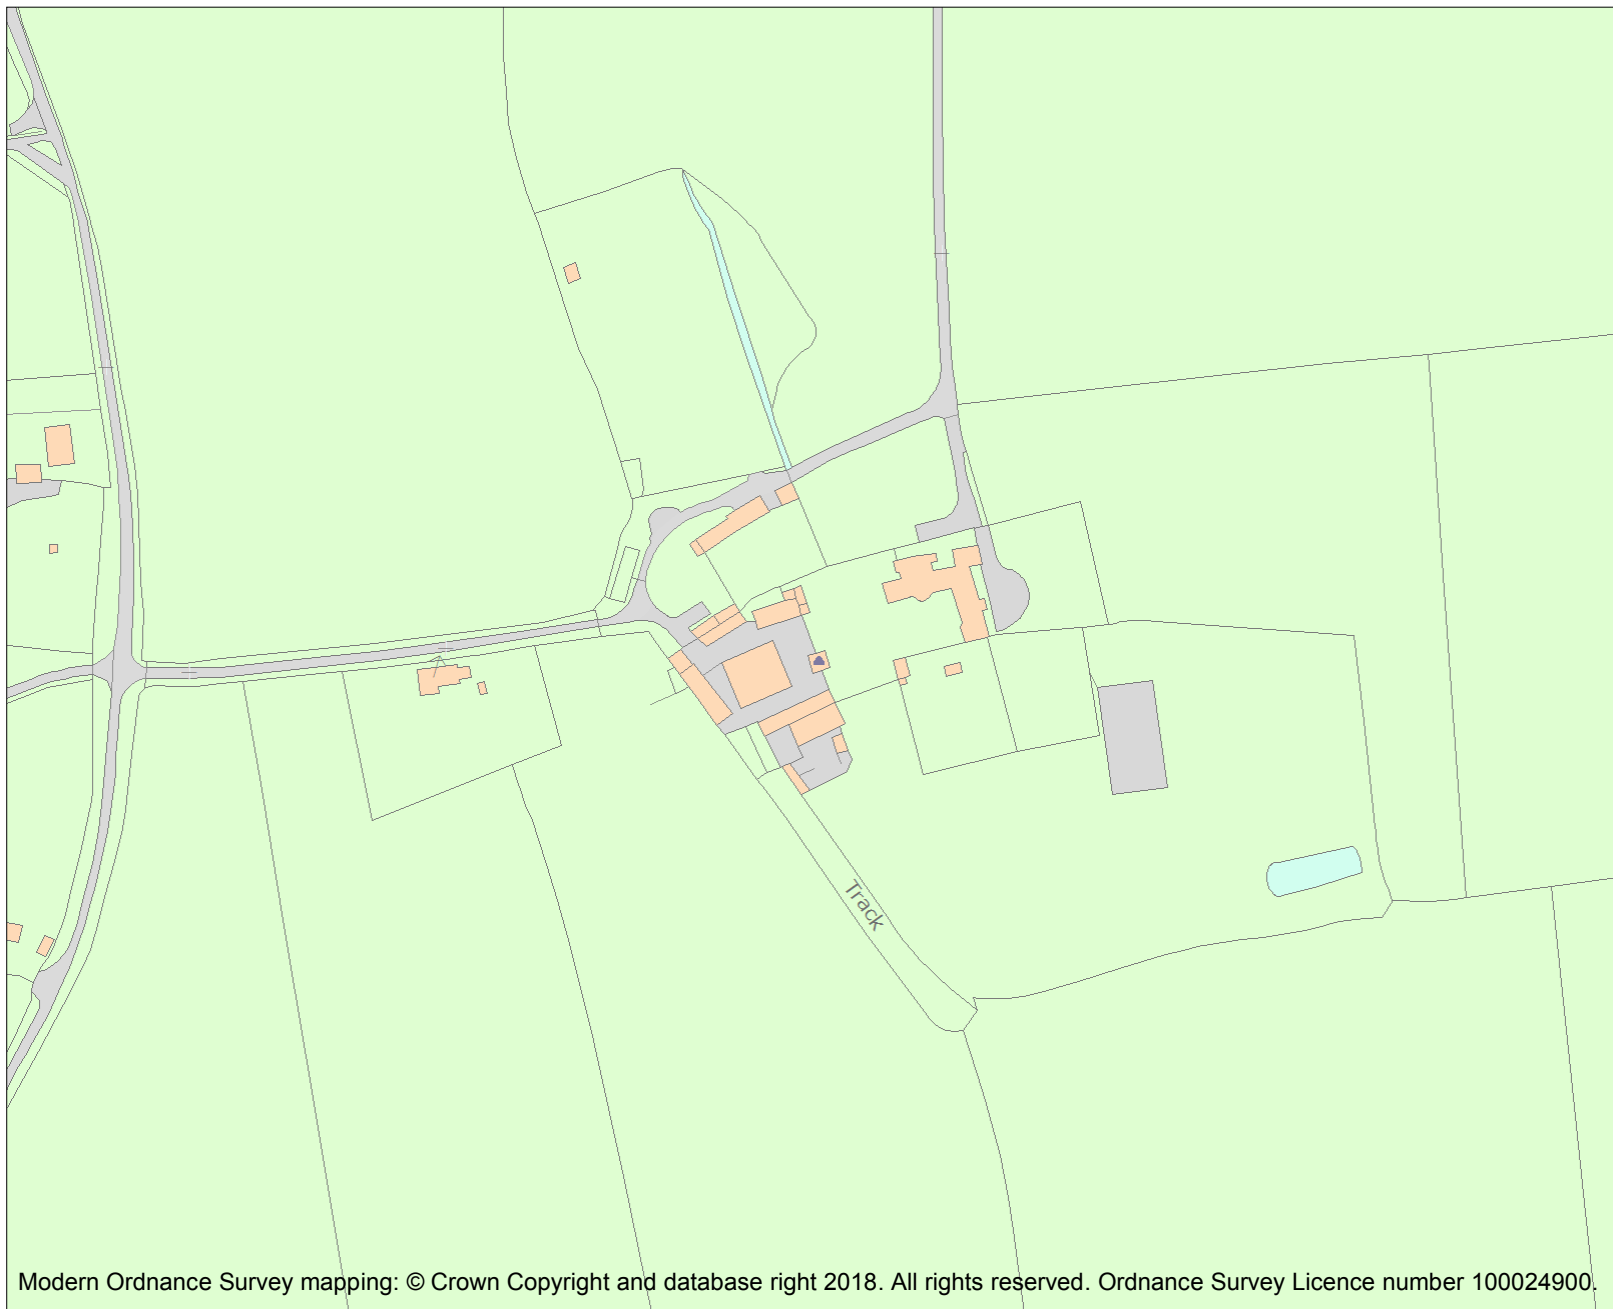 Track
Modern Ordnance Survey mapping: © Crown Copyright and database right 2018. All rights reserved. Ordnance Survey Licence number 100024900.